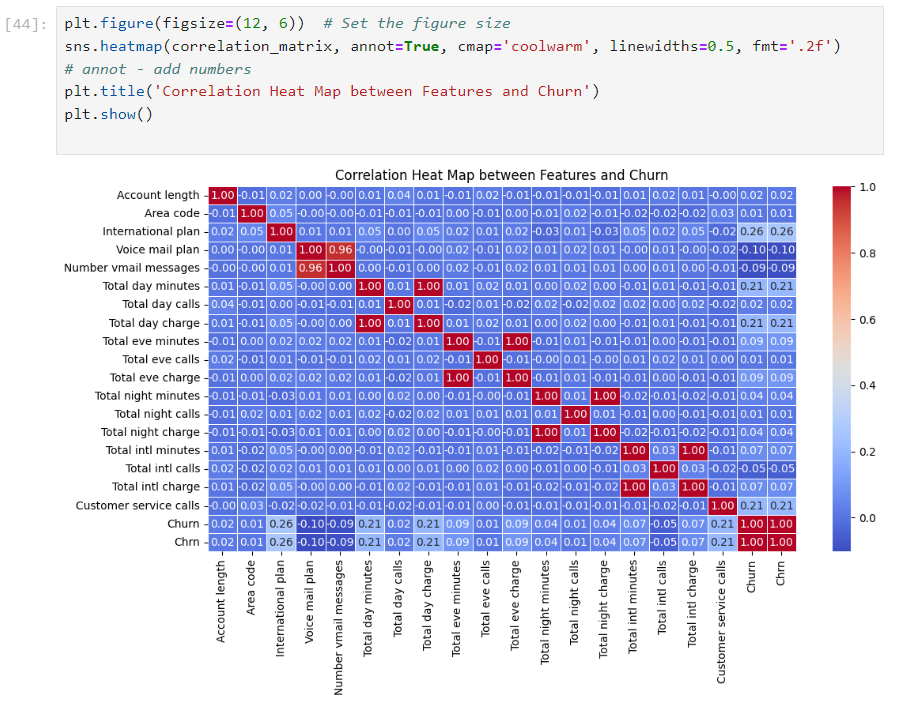 [44]:
plt.figure(figsize=(12, 6))  # Set the figure size
sns.heatmap(correlation_matrix, annot=True, cmap='coolwarm', linewidths=0.5, fmt='.2f')
# annot - add numbers
plt.title('Correlation Heat Map between Features and Churn')
plt.show()
Correlation Heat Map between Features and Churn
Account length 1.00 -0.01 0.02 0.00 -0.00 0.01 0.04 0.01 -0.01 0.02 -0.01 -0.01 -0.01 -0.01 0.01 0.02 0.01 -0.00 0.02 0.02
Area code -0.01 1.00 0.05 -0.00 -0.00 -0.01 -0.01 -0.01 0.00 -0.01 0.00 -0.01 0.02 -0.01 -0.02 -0.02 -0.02 0.03 0.01 0.01
International plan 0.02 0.05 1.00 0.01 0.01 0.05 0.00 0.05 0.02 0.01 0.02 -0.03 0.01 -0.03 0.05 0.02 0.05 -0.02 0.26 0.26
Voice mail plan 0.00 -0.00 0.01 1.00 0.96 -0.00 -0.01 -0.00 0.02 -0.01 0.02 0.01 0.02 0.01 -0.00 0.01 -0.00 -0.02 -0.10 -0.10
Number vmail messages -0.00 -0.00 0.01 0.96 1.00 0.00 -0.01 0.00 0.02 -0.01 0.02 0.01 0.01 0.01 0.00 0.01 0.00 -0.01 -0.09 -0.09
Total day minutes 0.01 -0.01 0.05 -0.00 0.00 1.00 0.01 1.00 0.01 0.02 0.01 0.00 0.02 0.00 -0.01 -0.01 -0.01 -0.01 0.21 0.21
Total day calls 0.04 -0.01 0.00 -0.01 -0.01 0.01 1.00 0.01 -0.02 0.01 -0.02 0.02 -0.02 0.02 0.02 0.00 0.02 -0.02 0.02 0.02
Total day charge 0.01 -0.01 0.05 -0.00 0.00 1.00 0.01 1.00 0.01 0.02 0.01 0.00 0.02 0.00 -0.01 -0.01 -0.01 -0.01 0.21 0.21
Total eve minutes -0.01 0.00 0.02 0.02 0.02 0.01 -0.02 0.01 1.00 -0.01 1.00 -0.01 0.01 -0.01 -0.01 0.00 -0.01 -0.01 0.09 0.09
Total eve calls 0.02 -0.01 0.01 -0.01 -0.01 0.02 0.01 0.02 -0.01 1.00 -0.01 -0.00 0.01 -0.00 0.01 0.02 0.01 0.00 0.01 0.01
Total eve charge -0.01 0.00 0.02 0.02 0.02 0.01 -0.02 0.01 1.00 -0.01 1.00 -0.01 0.01 -0.01 -0.01 0.00 -0.01 -0.01 0.09 0.09
Total night minutes -0.01 -0.01 -0.03 0.01 0.01 0.00 0.02 0.00 -0.01 -0.00 -0.01 1.00 0.01 1.00 -0.02 -0.01 -0.02 -0.01 0.04 0.04
Total night calls -0.01 0.02 0.01 0.02 0.01 0.02 -0.02 0.02 0.01 0.01 0.01 0.01 1.00 0.01 -0.01 0.00 -0.01 -0.01 0.01 0.01
Total night charge -0.01 -0.01 -0.03 0.01 0.01 0.00 0.02 0.00 -0.01 -0.00 -0.01 1.00 0.01 1.00 -0.02 -0.01 -0.02 -0.01 0.04 0.04
Total intl minutes 0.01 -0.02 0.05 -0.00 0.00 -0.01 0.02 -0.01 -0.01 0.01 -0.01 -0.02 -0.01 -0.02 1.00 0.03 1.00 -0.01 0.07 0.07
Total intl calls 0.02 -0.02 0.02 0.01 0.01 -0.01 0.00 -0.01 0.00 0.02 0.00 -0.01 0.00 -0.01 0.03 1.00 0.03 -0.02 -0.05 -0.05
Total intl charge 0.01 -0.02 0.05 -0.00 0.00 -0.01 0.02 -0.01 -0.01 0.01 -0.01 -0.02 -0.01 -0.02 1.00 0.03 1.00 -0.01 0.07 0.07
Customer service calls -0.00 0.03 -0.02 -0.02 -0.01 -0.01 -0.02 -0.01 -0.01 0.00 -0.01 -0.01 -0.01 -0.01 -0.01 -0.02 -0.01 1.00 0.21 0.21
Churn 0.02 0.01 0.26 -0.10 -0.09 0.21 0.02 0.21 0.09 0.01 0.09 0.04 0.01 0.04 0.07 -0.05 0.07 0.21 1.00 1.00
Chrn 0.02 0.01 0.26 -0.10 -0.09 0.21 0.02 0.21 0.09 0.01 0.09 0.04 0.01 0.04 0.07 -0.05 0.07 0.21 1.00 1.00
Account length
Area code
International plan
Voice mail plan
Number vmail messages
Total day minutes
Total day calls
Total day charge
Total eve minutes
Total eve calls
Total eve charge
Total night minutes
Total night calls
Total night charge
Total intl minutes
Total intl calls
Total intl charge
Customer service calls
Churn
Chrn
1.0
0.8
0.6
0.4
0.2
0.0